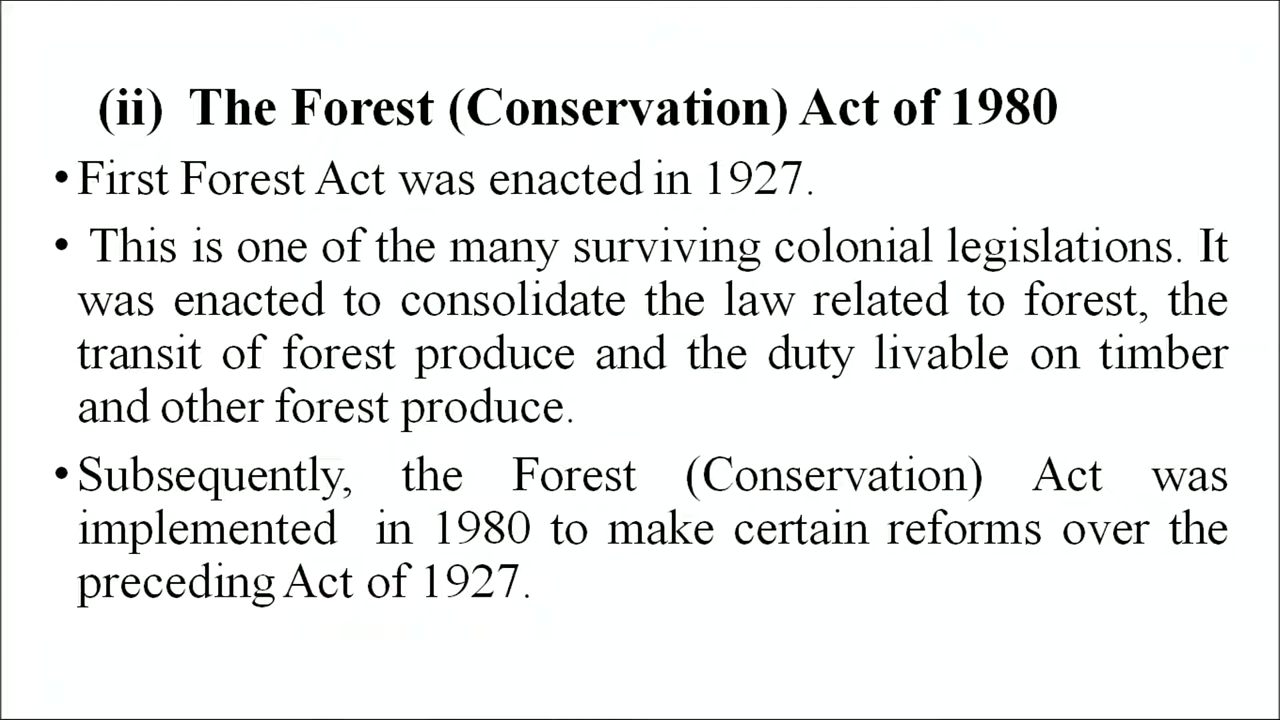 (ii) The Forest (Conservation) Act of 1980
• First Forest Act was enacted in 1927.
• This is one of the many surviving colonial legislations. It
was enacted to consolidate the law related to forest, the
transit of forest produce and the duty livable on timber
and other forest produce.
• Subsequently, the Forest (Conservation) Act was
implemented in 1980 to make certain reforms over the
preceding Act of 1927.